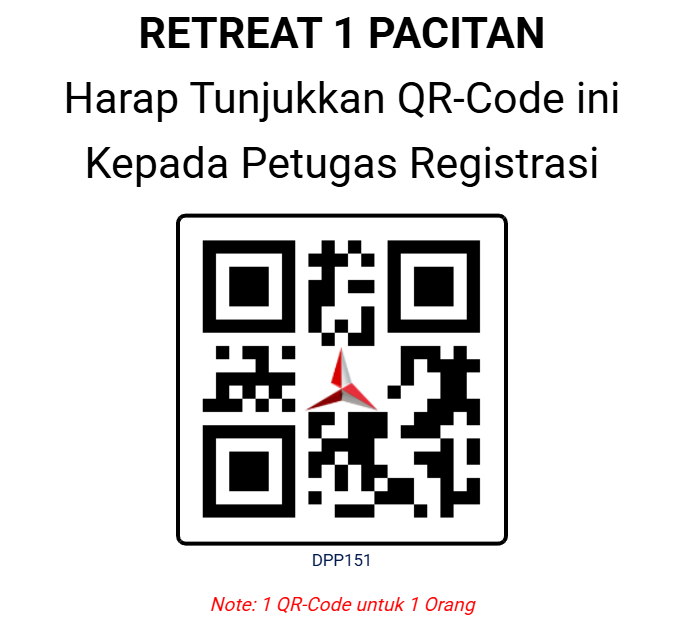 RETREAT 1 PACITAN
Harap Tunjukkan QR-Code ini
Kepada Petugas Registrasi
DPP151
Note: 1 QR-Code untuk 1 Orang